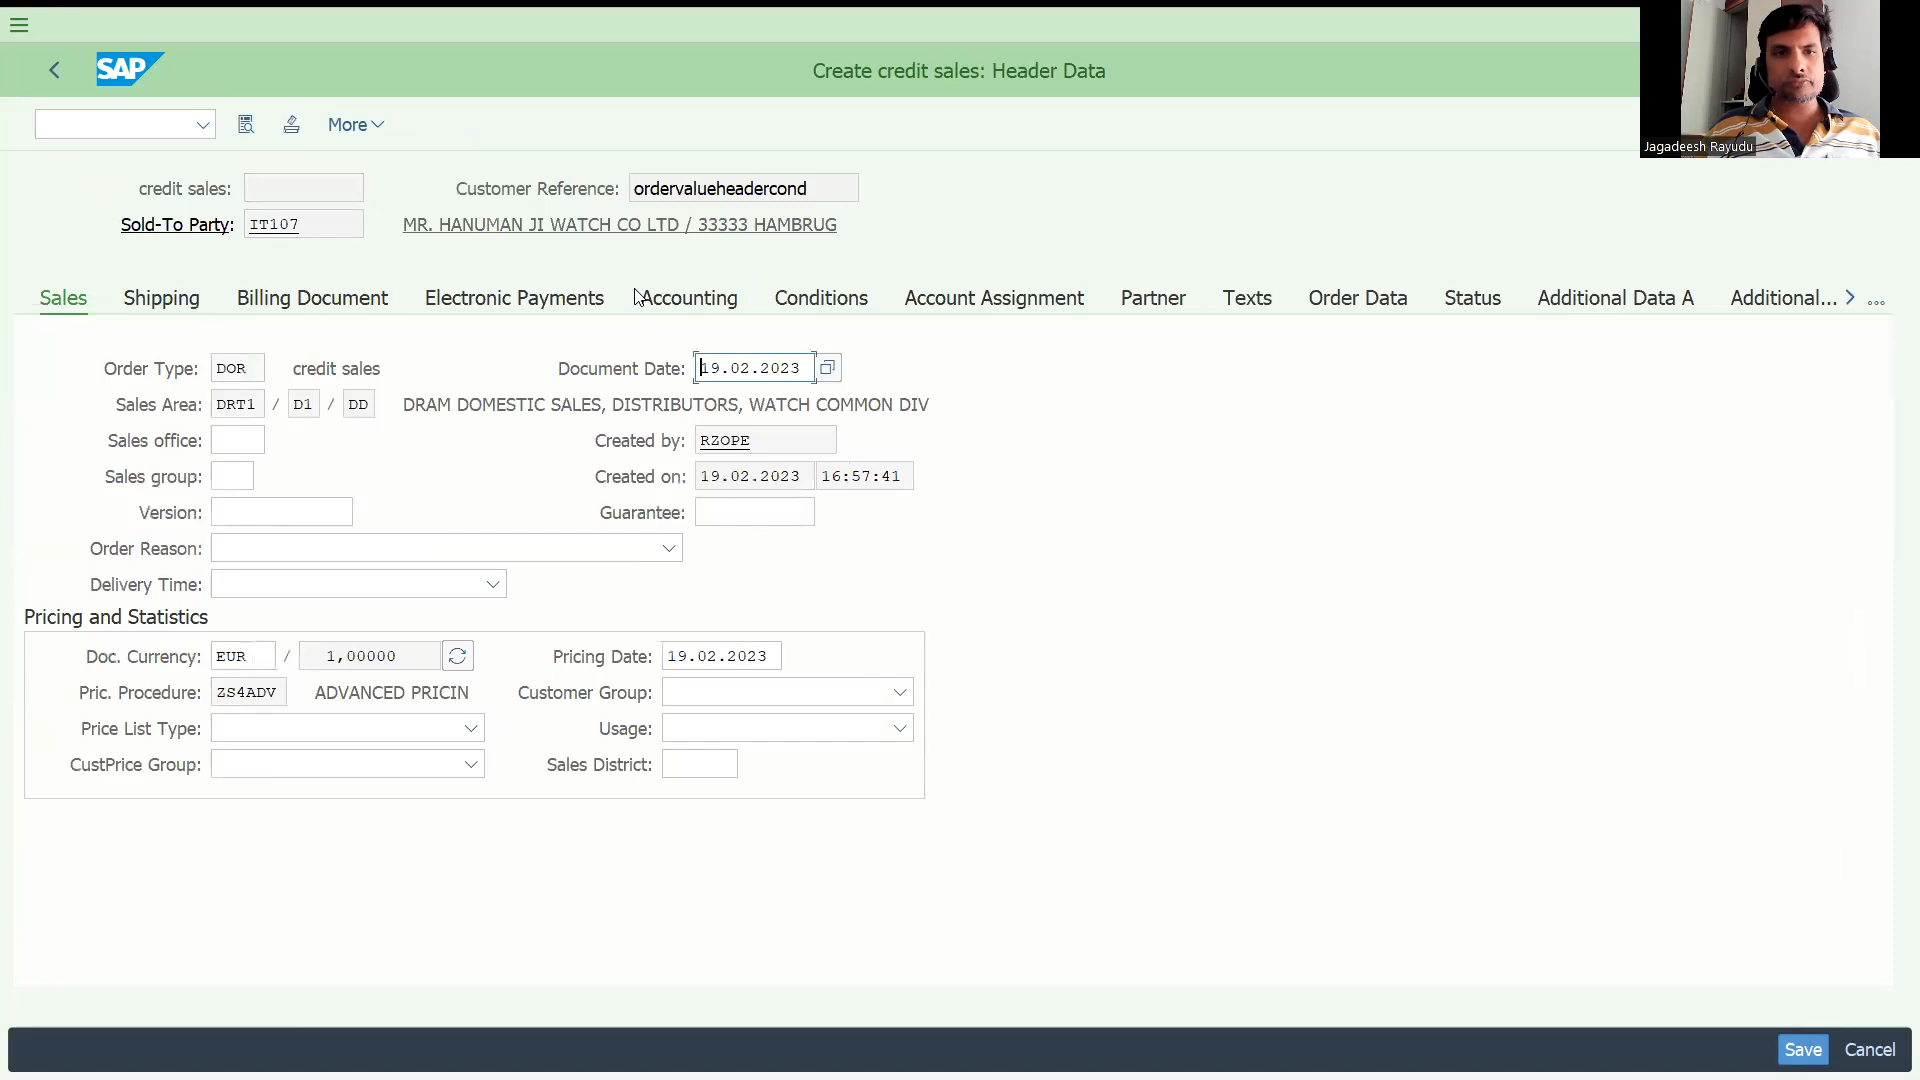 SAP
Create credit sales: Header Data
More
Jagadeesh Rayudu
credit sales:
Customer Reference: ordervalueheadercond
Sold-To Party: IT107 MR. HANUMAN JI WATCH CO LTD / 33333 HAMBRUG
Sales Shipping Billing Document Electronic Payments Accounting Conditions Account Assignment Partner Texts Order Data Status Additional Data A Additional... ...
Order Type: DOR credit sales Document Date: 19.02.2023
Sales Area: DRT1 / D1 / DD DRAM DOMESTIC SALES, DISTRIBUTORS, WATCH COMMON DIV
Sales office: Created by: RZOPE
Sales group: Created on: 19.02.2023 16:57:41
Version: Guarantee:
Order Reason:
Delivery Time:
Pricing and Statistics
Doc. Currency: EUR / 1,00000 Pricing Date: 19.02.2023
Pric. Procedure: ZS4ADV ADVANCED PRICIN Customer Group:
Price List Type: Usage:
CustPrice Group: Sales District:
Save Cancel